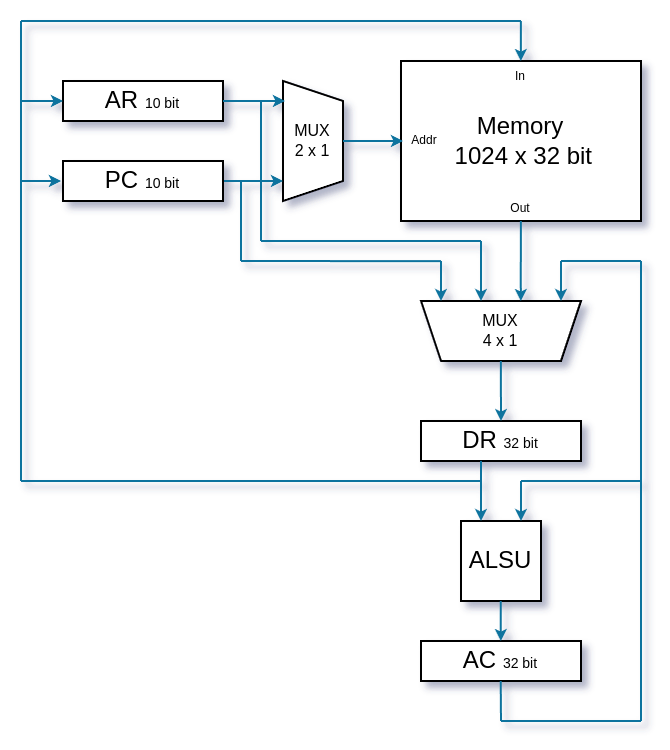 In
AR 10 bit
MUX
2 x 1
Addr
Memory
1024 x 32 bit
PC 10 bit
Out
MUX
4 x 1
DR 32 bit
ALSU
AC 32 bit